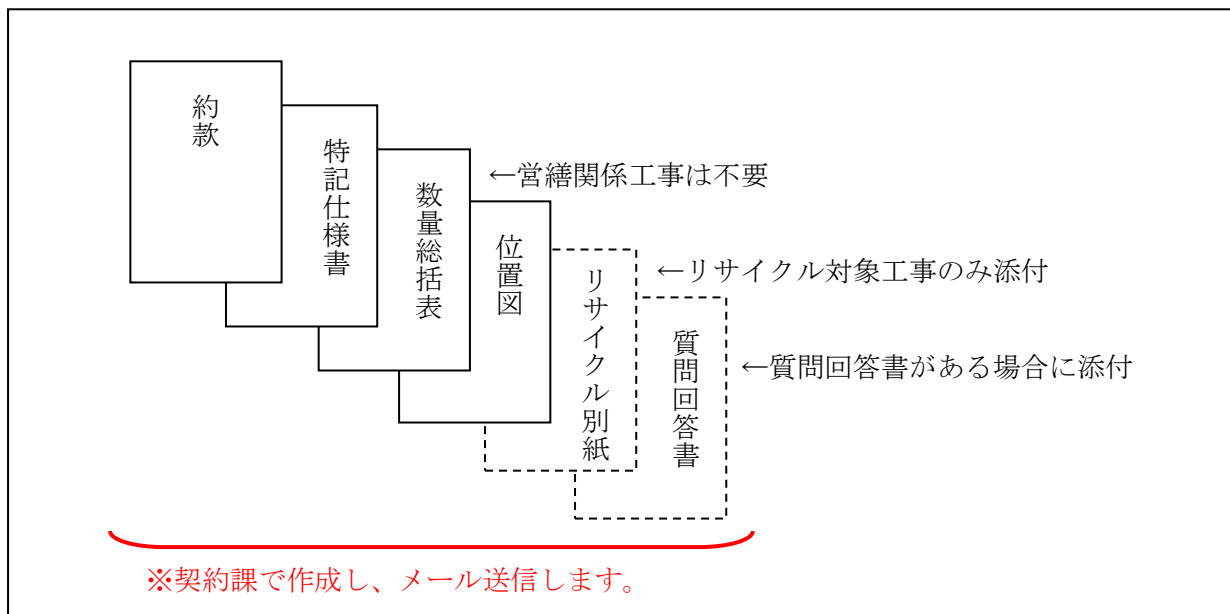 約款
特記仕様書
数量総括表
←営繕関係工事は不要
位置図
リサイクル別紙
←リサイクル対象工事のみ添付
質問回答書
←質問回答書がある場合に添付
※契約課で作成し、メール送信します。